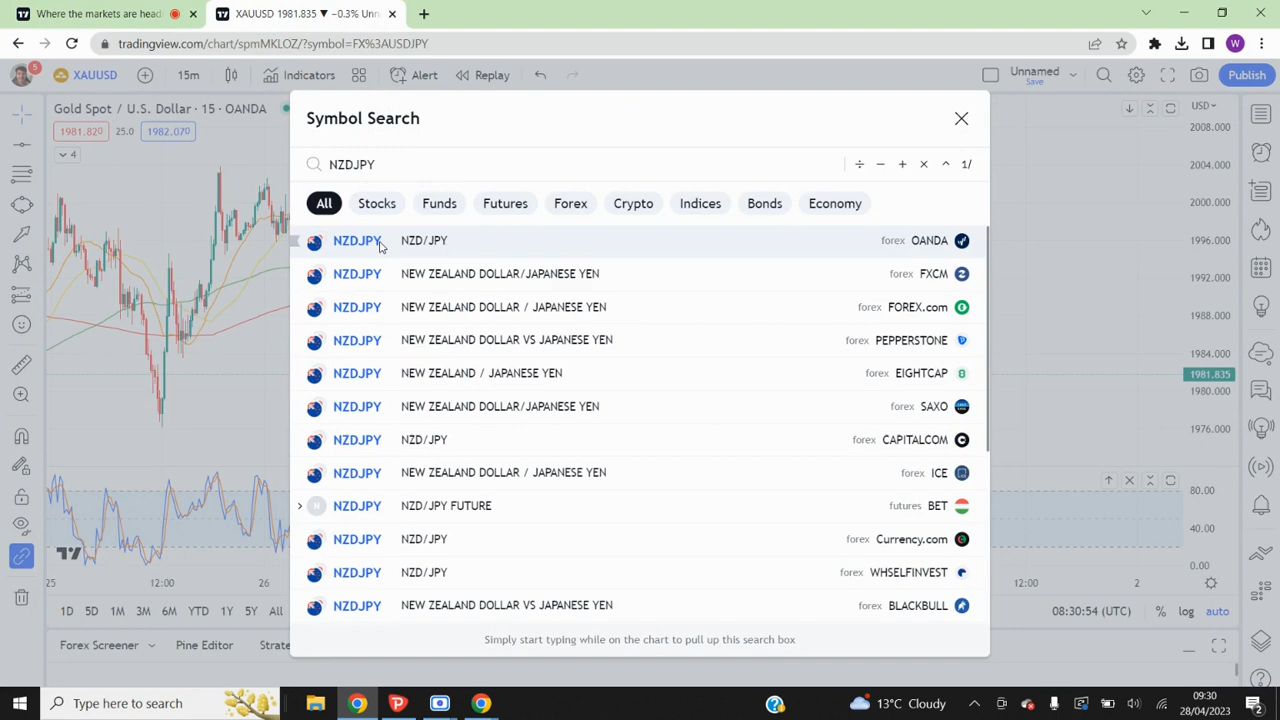 Where the markets are head
XAUUSD 1981.835 ▼ −0.3% Unn
tradingview.com/chart/spmMKLOZ/?symbol=FX%3AUSDJPY
W
5
XAUUSD
15m
Indicators
Alert
Replay
Unnamed
Save
Publish
Gold Spot / U.S. Dollar · 15 · OANDA
1981.820
25.0
1982.070
4
USD
2008.000
2004.000
2000.000
1996.000
1992.000
1988.000
1984.000
1981.835
1980.000
1976.000
80.00
40.00
0.00
Symbol Search
NZDJPY
÷ − + × 1/
All Stocks Funds Futures Forex Crypto Indices Bonds Economy
NZDJPY NZD/JPY forex OANDA
NZDJPY NEW ZEALAND DOLLAR/JAPANESE YEN forex FXCM
NZDJPY NEW ZEALAND DOLLAR / JAPANESE YEN forex FOREX.com
NZDJPY NEW ZEALAND DOLLAR VS JAPANESE YEN forex PEPPERSTONE
NZDJPY NEW ZEALAND / JAPANESE YEN forex EIGHTCAP
NZDJPY NEW ZEALAND DOLLAR/JAPANESE YEN forex SAXO
NZDJPY NZD/JPY forex CAPITALCOM
NZDJPY NEW ZEALAND DOLLAR / JAPANESE YEN forex ICE
N NZDJPY NZD/JPY FUTURE futures BET
NZDJPY NZD/JPY forex Currency.com
NZDJPY NZD/JPY forex WHSELFINVEST
NZDJPY NEW ZEALAND DOLLAR VS JAPANESE YEN forex BLACKBULL
Simply start typing while on the chart to pull up this search box
25 12:00 26 12:00 2
1D 5D 1M 3M 6M YTD 1Y 5Y All
08:30:54 (UTC) % log auto
Forex Screener Pine Editor Strate
Type here to search
13°C Cloudy
09:30
28/04/2023
2